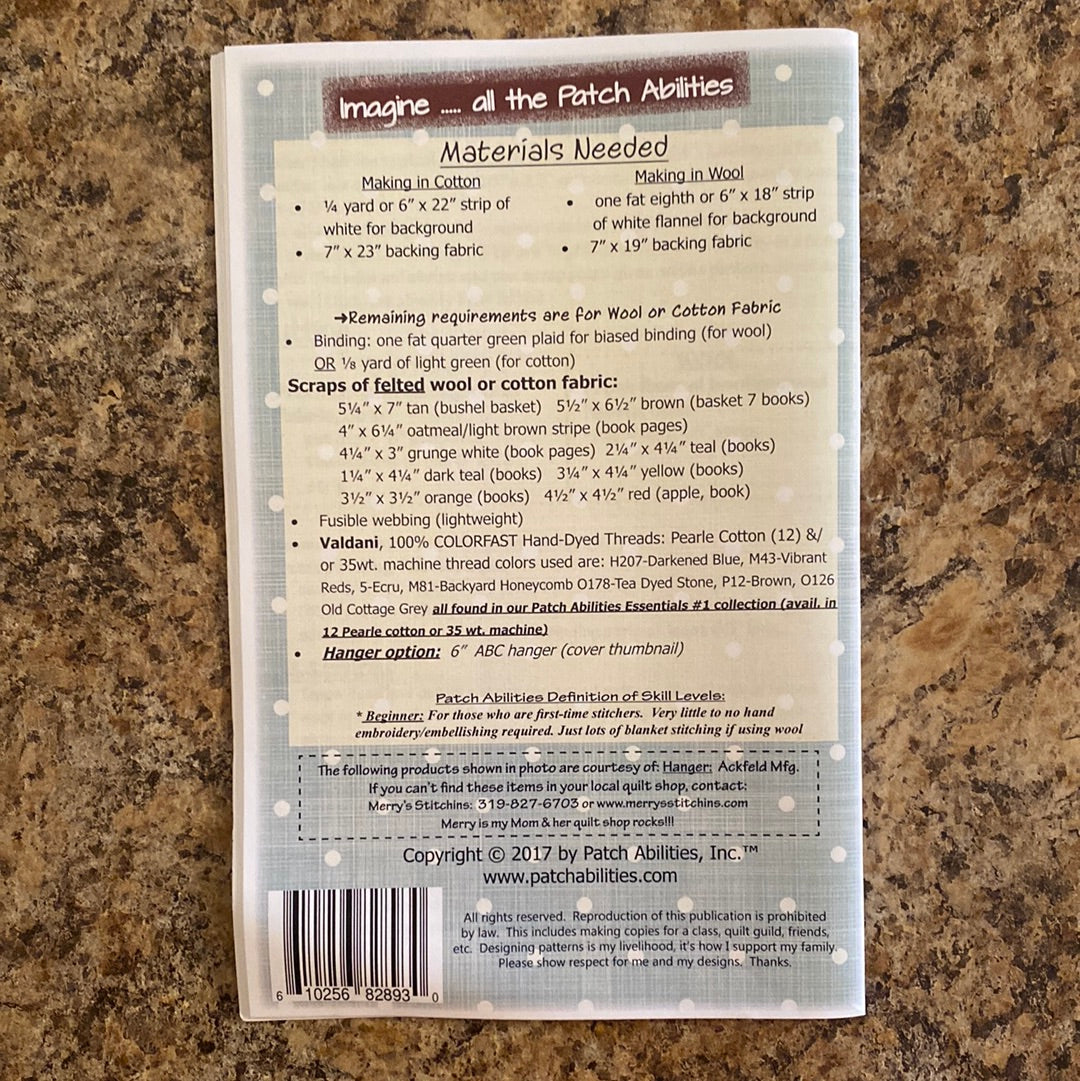 Imagine ..... all the Patch Abilities
Materials Needed
Making in Cotton
• ¼ yard or 6” x 22” strip of
white for background
• 7” x 23” backing fabric
Making in Wool
• one fat eighth or 6” x 18” strip
of white flannel for background
• 7” x 19” backing fabric
→Remaining requirements are for Wool or Cotton Fabric
• Binding: one fat quarter green plaid for biased binding (for wool)
OR ⅛ yard of light green (for cotton)
Scraps of felted wool or cotton fabric:
5¼” x 7” tan (bushel basket) 5½” x 6½” brown (basket 7 books)
4” x 6¼” oatmeal/light brown stripe (book pages)
4¼” x 3” grunge white (book pages) 2¼” x 4¼” teal (books)
1¼” x 4¼” dark teal (books) 3¼” x 4¼” yellow (books)
3½” x 3½” orange (books) 4½” x 4½” red (apple, book)
• Fusible webbing (lightweight)
• Valdani, 100% COLORFAST Hand-Dyed Threads: Pearle Cotton (12) &/
or 35wt. machine thread colors used are: H207-Darkened Blue, M43-Vibrant
Reds, 5-Ecru, M81-Backyard Honeycomb O178-Tea Dyed Stone, P12-Brown, O126
Old Cottage Grey all found in our Patch Abilities Essentials #1 collection (avail. in
12 Pearle cotton or 35 wt. machine)
• Hanger option: 6” ABC hanger (cover thumbnail)
Patch Abilities Definition of Skill Levels:
* Beginner: For those who are first-time stitchers. Very little to no hand
embroidery/embellishing required. Just lots of blanket stitching if using wool
The following products shown in photo are courtesy of: Hanger: Ackfeld Mfg.
If you can't find these items in your local quilt shop, contact:
Merry's Stitchins: 319-827-6703 or www.merrysstitchins.com
Merry is my Mom & her quilt shop rocks!!!
Copyright © 2017 by Patch Abilities, Inc.™
www.patchabilities.com
All rights reserved. Reproduction of this publication is prohibited
by law. This includes making copies for a class, quilt guild, friends,
etc. Designing patterns is my livelihood, it's how I support my family.
Please show respect for me and my designs. Thanks.
6 10256 82893 0